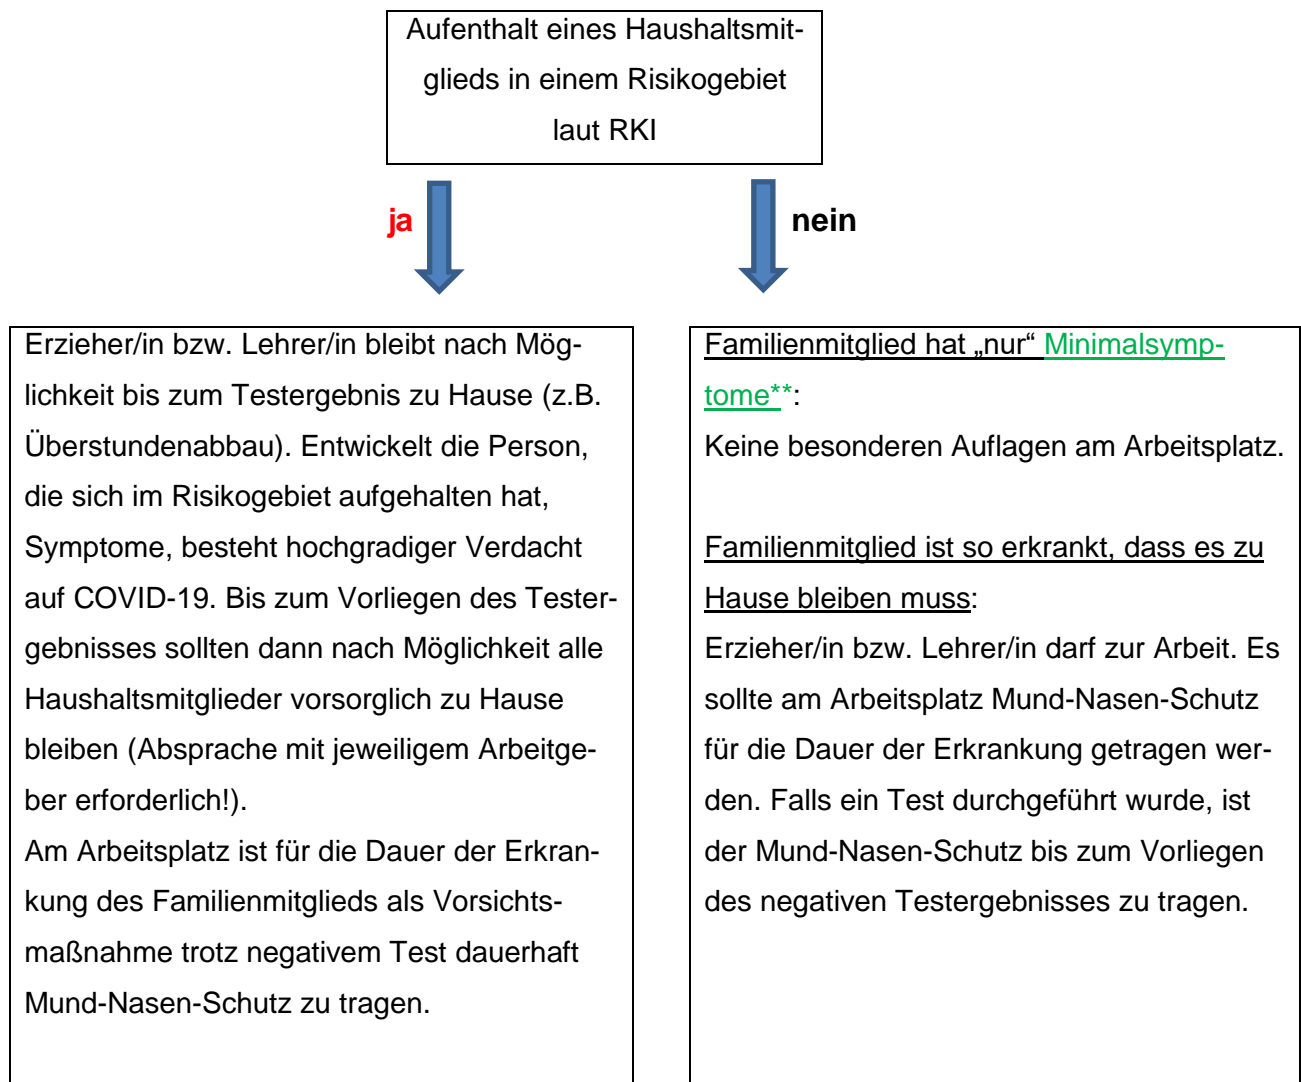 Aufenthalt eines Haushaltsmit-
glieds in einem Risikogebiet
laut RKI
ja
nein
Erzieher/in bzw. Lehrer/in bleibt nach Mög-
lichkeit bis zum Testergebnis zu Hause (z.B.
Überstundenabbau). Entwickelt die Person,
die sich im Risikogebiet aufgehalten hat,
Symptome, besteht hochgradiger Verdacht
auf COVID-19. Bis zum Vorliegen des Tester-
gebnisses sollten dann nach Möglichkeit alle
Haushaltsmitglieder vorsorglich zu Hause
bleiben (Absprache mit jeweiligem Arbeitge-
ber erforderlich!).
Am Arbeitsplatz ist für die Dauer der Erkran-
kung des Familienmitglieds als Vorsichts-
maßnahme trotz negativem Test dauerhaft
Mund-Nasen-Schutz zu tragen.
Familienmitglied hat „nur“ Minimalsymp-
tome**:
Keine besonderen Auflagen am Arbeitsplatz.
Familienmitglied ist so erkrankt, dass es zu
Hause bleiben muss:
Erzieher/in bzw. Lehrer/in darf zur Arbeit. Es
sollte am Arbeitsplatz Mund-Nasen-Schutz
für die Dauer der Erkrankung getragen wer-
den. Falls ein Test durchgeführt wurde, ist
der Mund-Nasen-Schutz bis zum Vorliegen
des negativen Testergebnisses zu tragen.